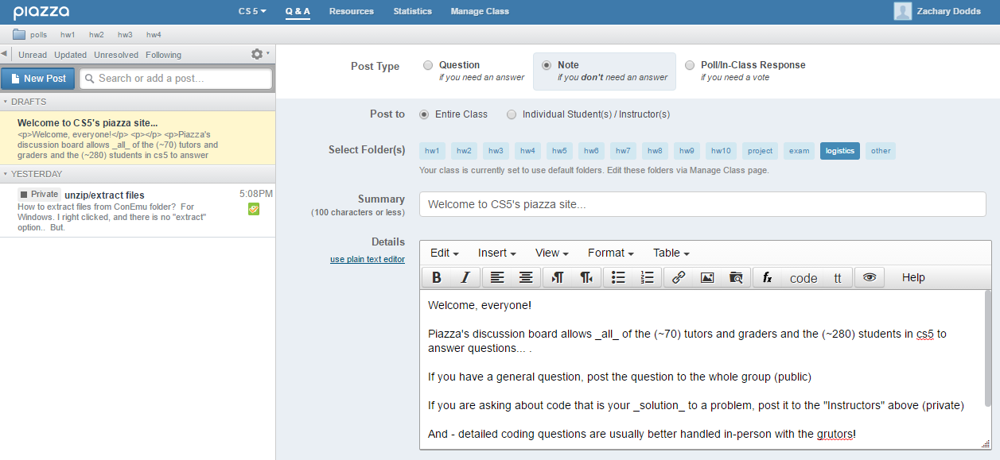 piazza
CS 5 Q & A Resources Statistics Manage Class Zachary Dodds
polls hw1 hw2 hw3 hw4
Unread Updated Unresolved Following
New Post Search or add a post...
DRAFTS
Welcome to CS5's piazza site...
<p>Welcome, everyone!</p> <p></p> <p>Piazza's
discussion board allows _all_ of the (~70) tutors and
graders and the (~280) students in cs5 to answer
YESTERDAY
Private unzip/extract files 5:08PM
How to extract files from ConEmu folder? For
Windows. I right clicked, and there is no "extract"
option.. But.
Post Type
Question
if you need an answer
Note
if you don't need an answer
Poll/In-Class Response
if you need a vote
Post to Entire Class Individual Student(s) / Instructor(s)
Select Folder(s) hw1 hw2 hw3 hw4 hw5 hw6 hw7 hw8 hw9 hw10 project exam logistics other
Your class is currently set to use default folders. Edit these folders via Manage Class page.
Summary
(100 characters or less)
Welcome to CS5's piazza site...
Details
use plain text editor
Edit Insert View Format Table
B I fx code tt Help
Welcome, everyone!
Piazza's discussion board allows _all_ of the (~70) tutors and graders and the (~280) students in cs5 to
answer questions... .
If you have a general question, post the question to the whole group (public)
If you are asking about code that is your _solution_ to a problem, post it to the "Instructors" above (private)
And - detailed coding questions are usually better handled in-person with the grutors!